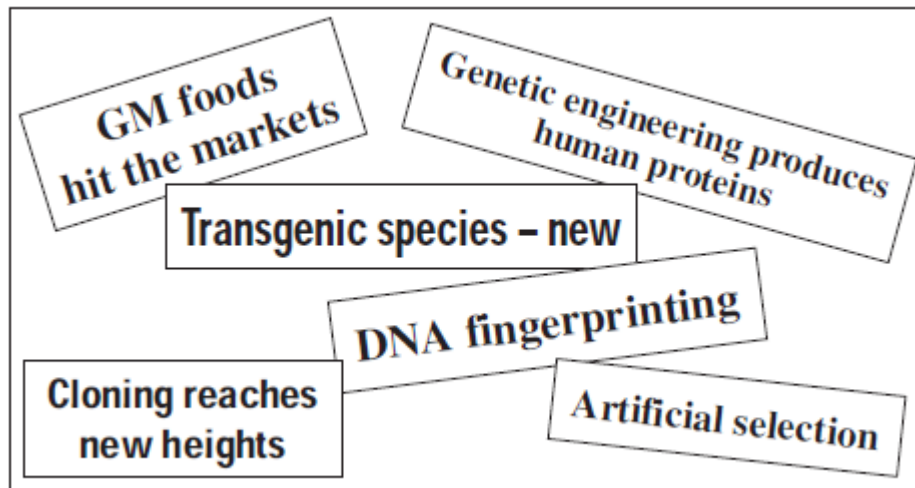 GM foods
hit the markets
Genetic engineering produces
human proteins
Transgenic species – new
DNA fingerprinting
Cloning reaches
new heights
Artificial selection